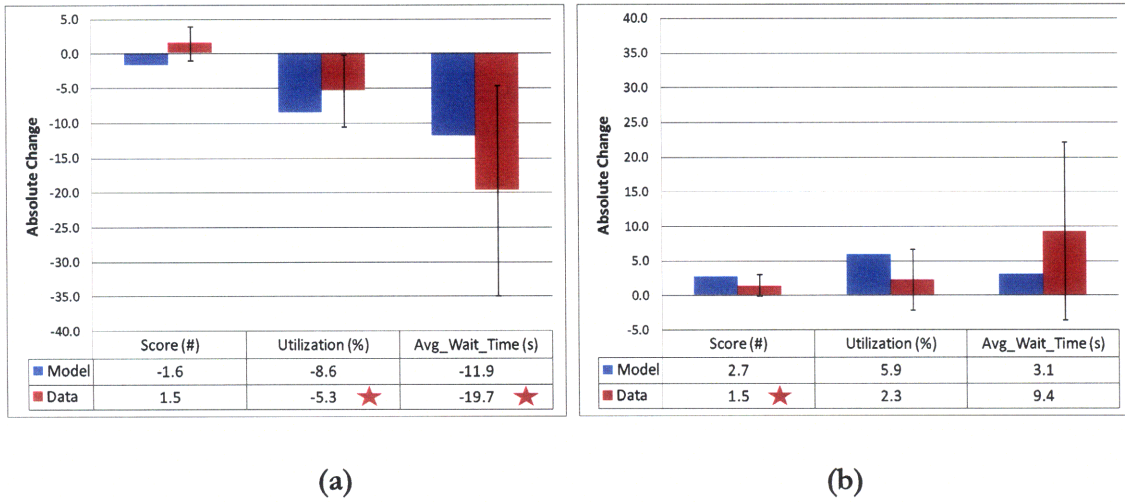 5.0
0.0
-5.0
-10.0
-15.0
-20.0
-25.0
-30.0
-35.0
-40.0
Absolute Change
Score (#) Utilization (%) Avg_Wait_Time (s)
Model -1.6 -8.6 -11.9
Data 1.5 -5.3 -19.7
(a)
40.0
35.0
30.0
25.0
20.0
15.0
10.0
5.0
0.0
-5.0
Absolute Change
Score (#) Utilization (%) Avg_Wait_Time (s)
Model 2.7 5.9 3.1
Data 1.5 2.3 9.4
(b)